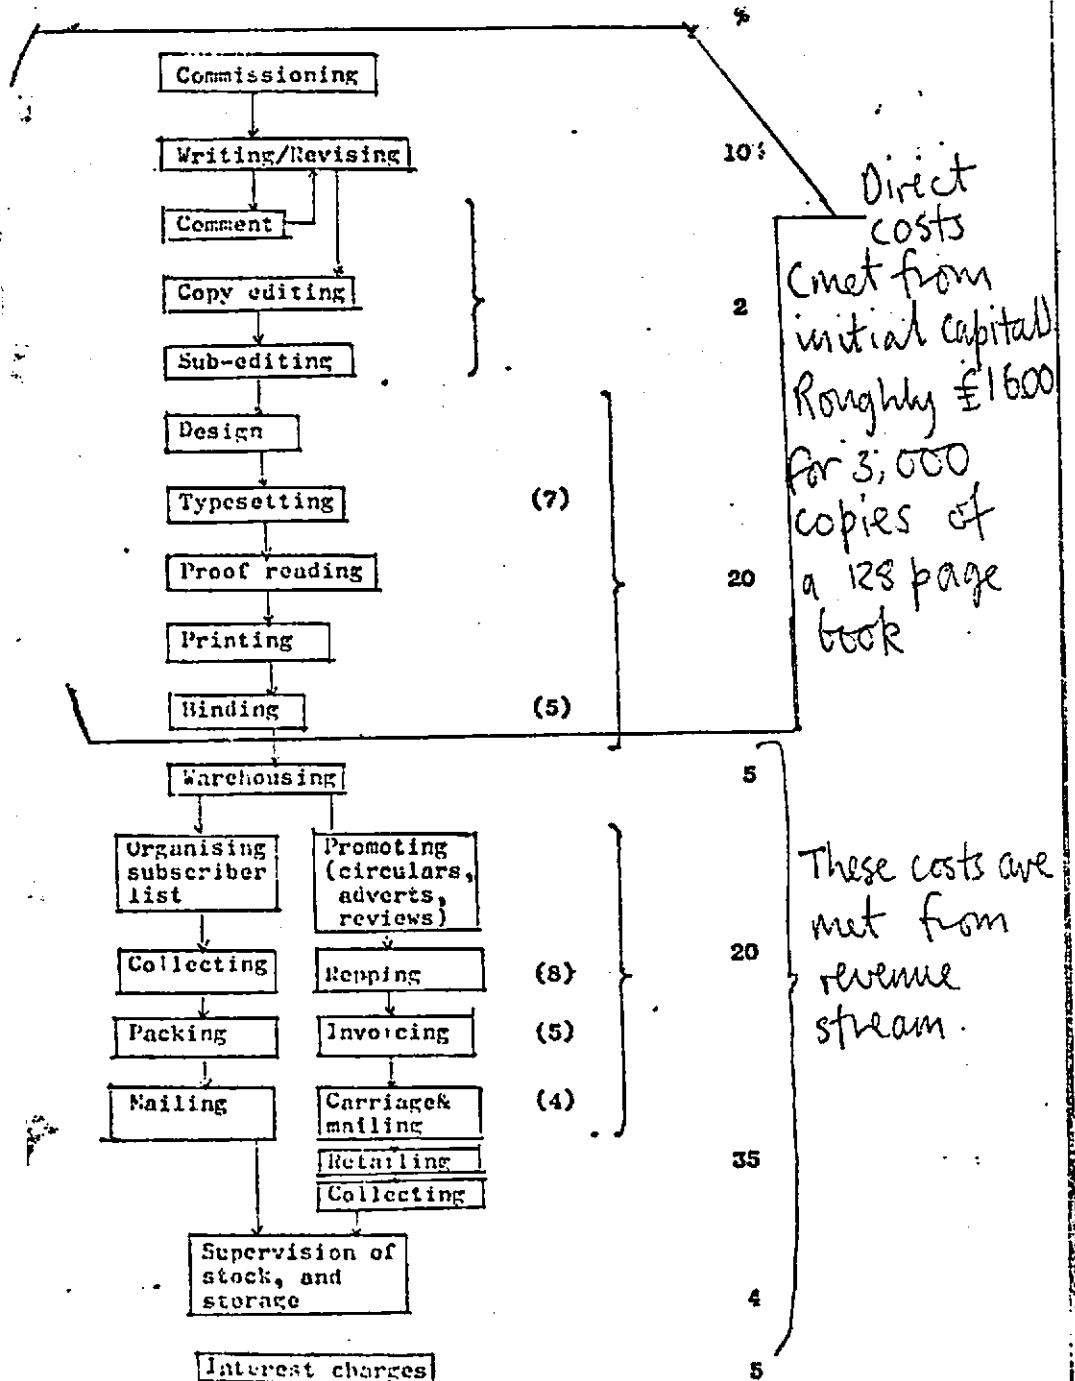 %
Commissioning
Writing/Revising
10%
Comment
Copy editing
2
Sub-editing
Design
Typesetting
(7)
Proof reading
20
Printing
Binding
(5)
Direct
costs
(met from
initial capital)
Roughly £1600
for 3,000
copies of
a 128 page
book
Warehousing
5
Organising
subscriber
list
Promoting
(circulars,
adverts,
reviews)
Collecting
Repping
(8)
20
Packing
Invoicing
(5)
Mailing
Carriage&
mailing
(4)
Retailing
35
Collecting
These costs are
met from
revenue
stream.
Supervision of
stock, and
storage
4
Interest charges
5